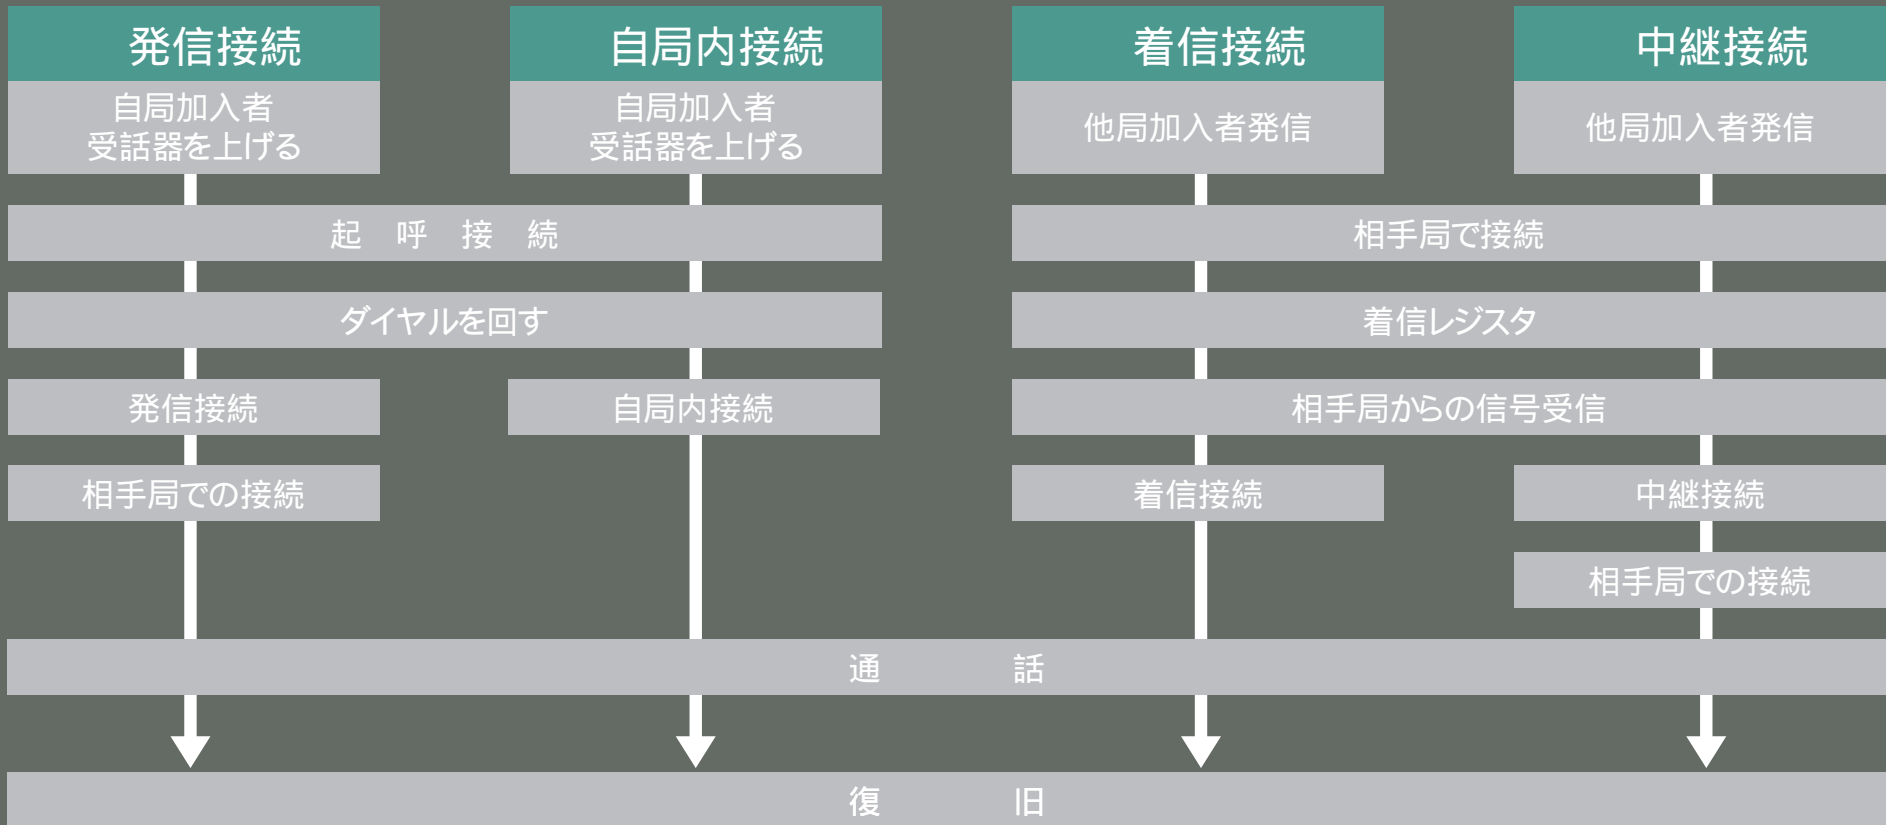 発信接続
自局内接続
着信接続
中継接続
自局加入者
受話器を上げる
自局加入者
受話器を上げる
他局加入者発信
他局加入者発信
起 呼 接 続
相手局で接続
ダイヤルを回す
着信レジスタ
発信接続
自局内接続
相手局からの信号受信
相手局での接続
着信接続
中継接続
相手局での接続
通 話
復 旧